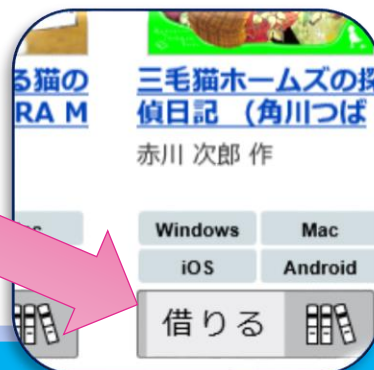 る猫の
RA M
三毛猫ホームズの探
偵日記 (角川つば
赤川 次郎 作
Windows
Mac
iOS
Android
借りる